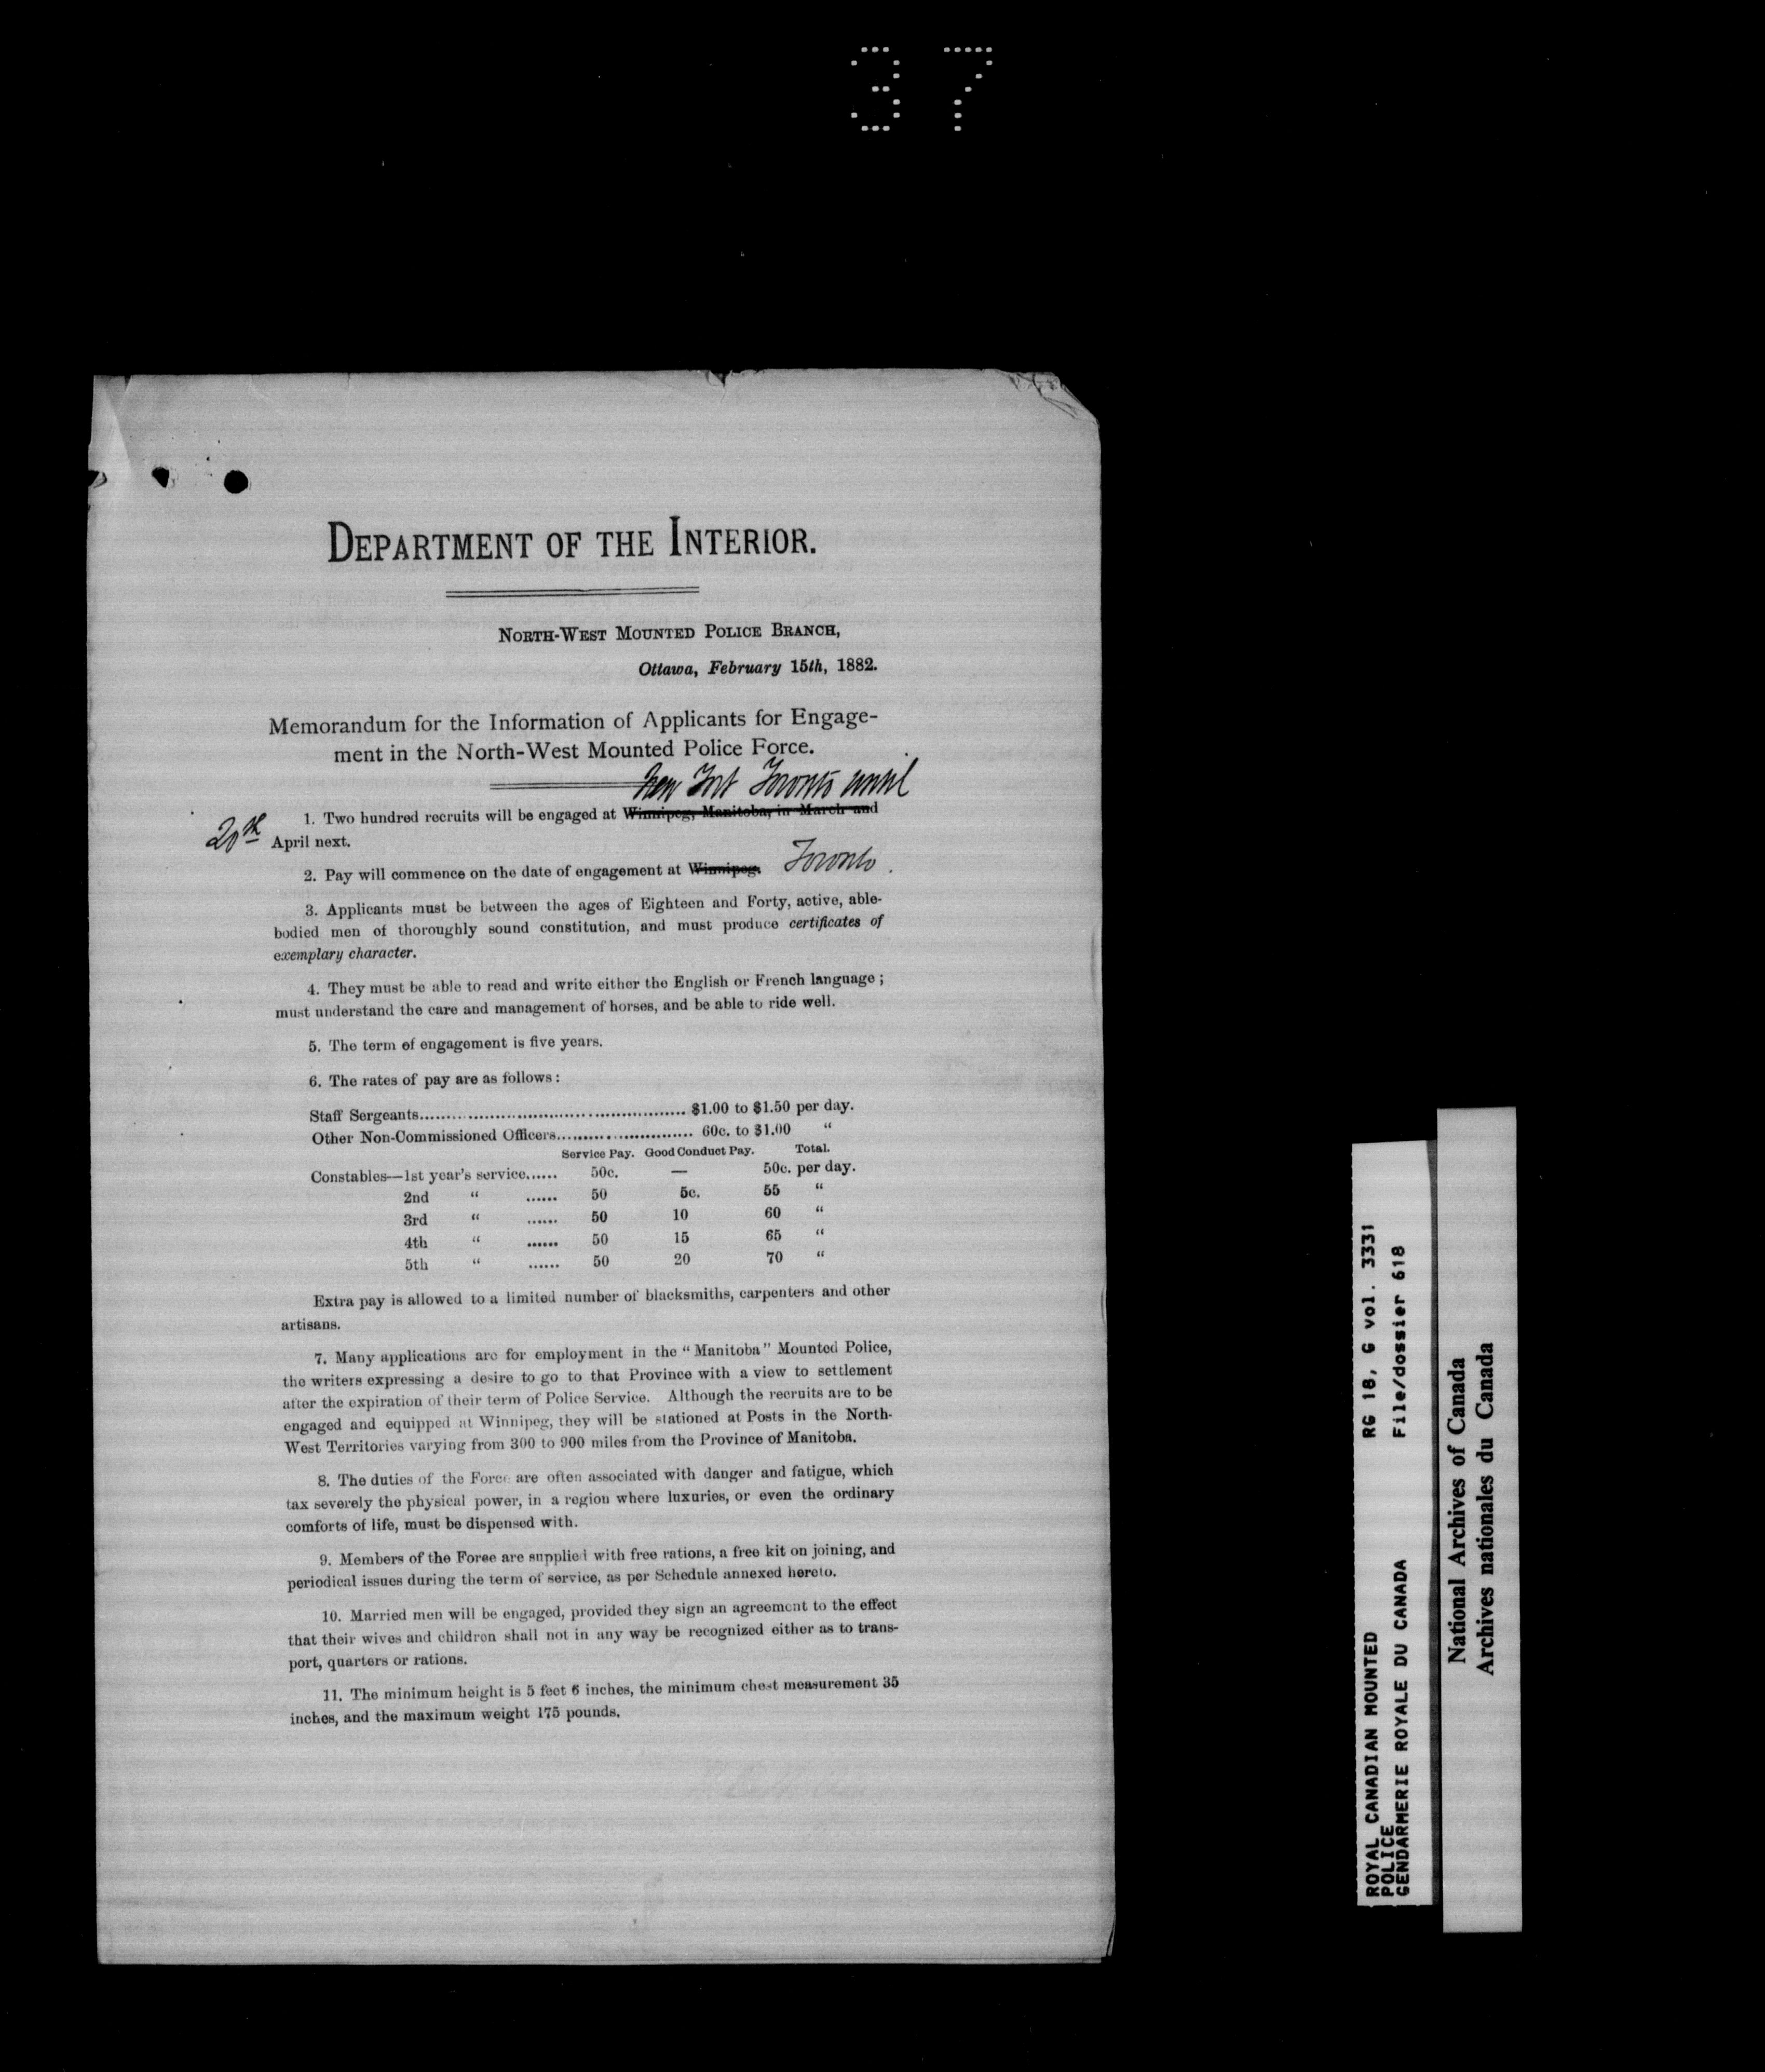 37
DEPARTMENT OF THE INTERIOR.
NORTH-WEST MOUNTED POLICE BRANCH,
Ottawa, February 15th, 1882.
Memorandum for the Information of Applicants for Engage-
ment in the North-West Mounted Police Force.
New Fort Toronto until
1. Two hundred recruits will be engaged at Winnipeg, Manitoba, in March and
20th April next.
2. Pay will commence on the date of engagement at Winnipeg. Toronto.
3. Applicants must be between the ages of Eighteen and Forty, active, able-
bodied men of thoroughly sound constitution, and must produce certificates of
exemplary character.
4. They must be able to read and write either the English or French language ;
must understand the care and management of horses, and be able to ride well.
5. The term of engagement is five years.
6. The rates of pay are as follows :
Staff Sergeants.................................................. $1.00 to $1.50 per day.
Other Non-Commissioned Officers.......................... 60c. to $1.00 “
Service Pay. Good Conduct Pay. Total.
Constables—1st year's service...... 50c. — 50c. per day.
2nd “ ...... 50 5c. 55 “
3rd “ ...... 50 10 60 “
4th “ ...... 50 15 65 “
5th “ ...... 50 20 70 “
Extra pay is allowed to a limited number of blacksmiths, carpenters and other
artisans.
7. Many applications are for employment in the “Manitoba” Mounted Police,
the writers expressing a desire to go to that Province with a view to settlement
after the expiration of their term of Police Service. Although the recruits are to be
engaged and equipped at Winnipeg, they will be stationed at Posts in the North-
West Territories varying from 300 to 900 miles from the Province of Manitoba.
8. The duties of the Force are often associated with danger and fatigue, which
tax severely the physical power, in a region where luxuries, or even the ordinary
comforts of life, must be dispensed with.
9. Members of the Force are supplied with free rations, a free kit on joining, and
periodical issues during the term of service, as per Schedule annexed hereto.
10. Married men will be engaged, provided they sign an agreement to the effect
that their wives and children shall not in any way be recognized either as to trans-
port, quarters or rations.
11. The minimum height is 5 feet 6 inches, the minimum chest measurement 35
inches, and the maximum weight 175 pounds.
ROYAL CANADIAN MOUNTED RG 18, G vol. 3331
POLICE
GENDARMERIE ROYALE DU CANADA File/dossier 618
National Archives of Canada
Archives nationales du Canada